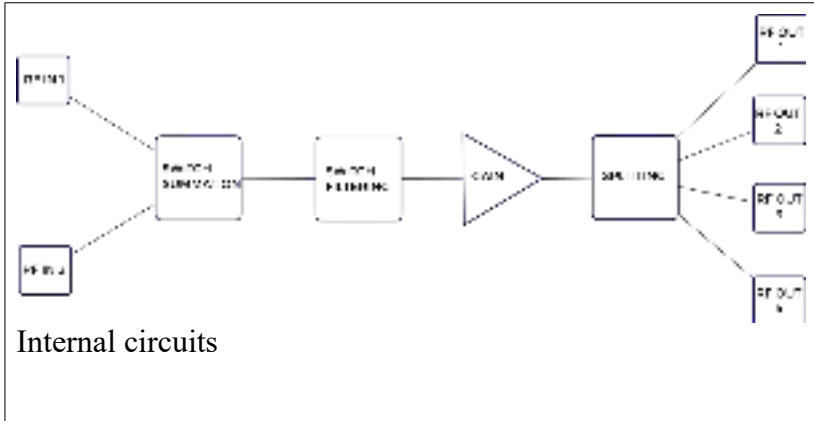 RF OUT
1
RF IN 1
RF OUT
2
SWITCH
SUMMATION
SWITCH
FILTERING
GAIN
SPLITTING
RF OUT
3
RF IN 2
RF OUT
Internal circuits